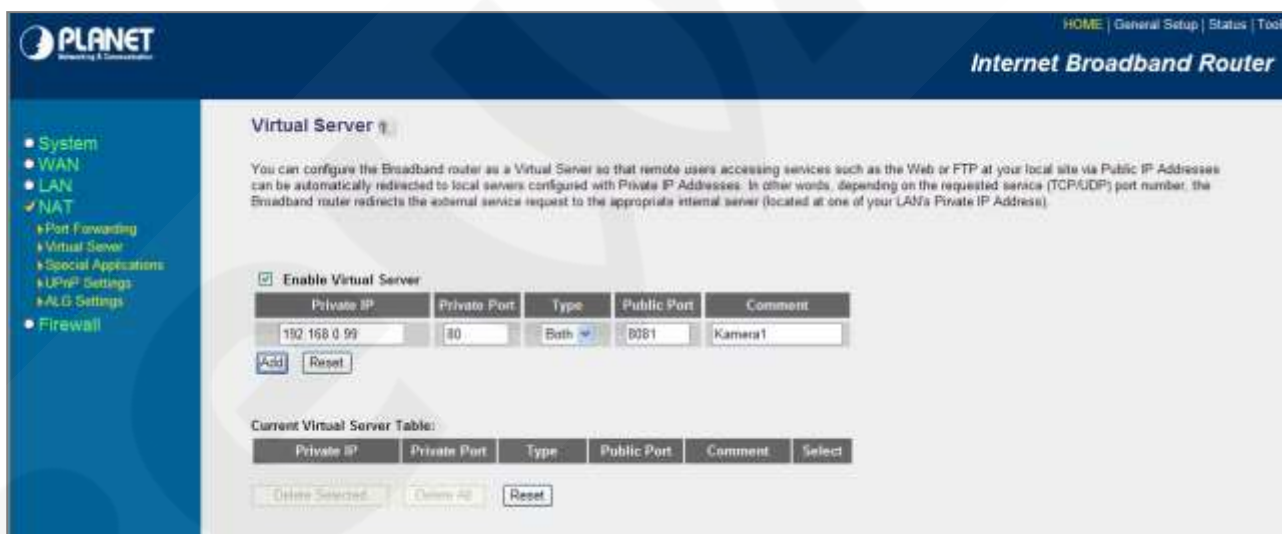 PLANET
Networking & Communication
HOME | General Setup | Status | Tool
Internet Broadband Router
System
WAN
LAN
NAT
Port Forwarding
Virtual Server
Special Applications
UPnP Settings
ALG Settings
Firewall
Virtual Server
You can configure the Broadband router as a Virtual Server so that remote users accessing services such as the Web or FTP at your local site via Public IP Addresses
can be automatically redirected to local servers configured with Private IP Addresses. In other words, depending on the requested service (TCP/UDP) port number, the
Broadband router redirects the external service request to the appropriate internal server (located at one of your LAN's Private IP Address).
Enable Virtual Server
Private IP Private Port Type Public Port Comment
192.168.0.99 80 Both 8081 Kamera1
Add Reset
Current Virtual Server Table:
Private IP Private Port Type Public Port Comment Select
Delete Selected Delete All Reset